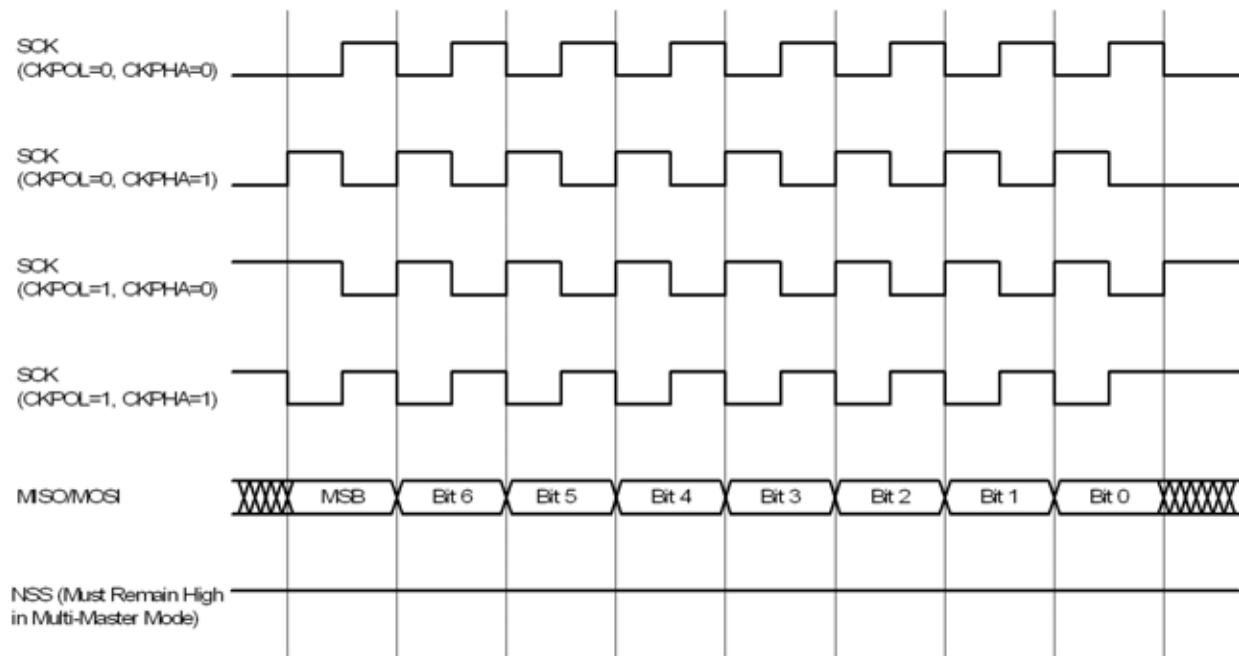 SCK
(CKPOL=0, CKPHA=0)
SCK
(CKPOL=0, CKPHA=1)
SCK
(CKPOL=1, CKPHA=0)
SCK
(CKPOL=1, CKPHA=1)
MISO/MOSI MSB Bit 6 Bit 5 Bit 4 Bit 3 Bit 2 Bit 1 Bit 0
NSS (Must Remain High
in Multi-Master Mode)